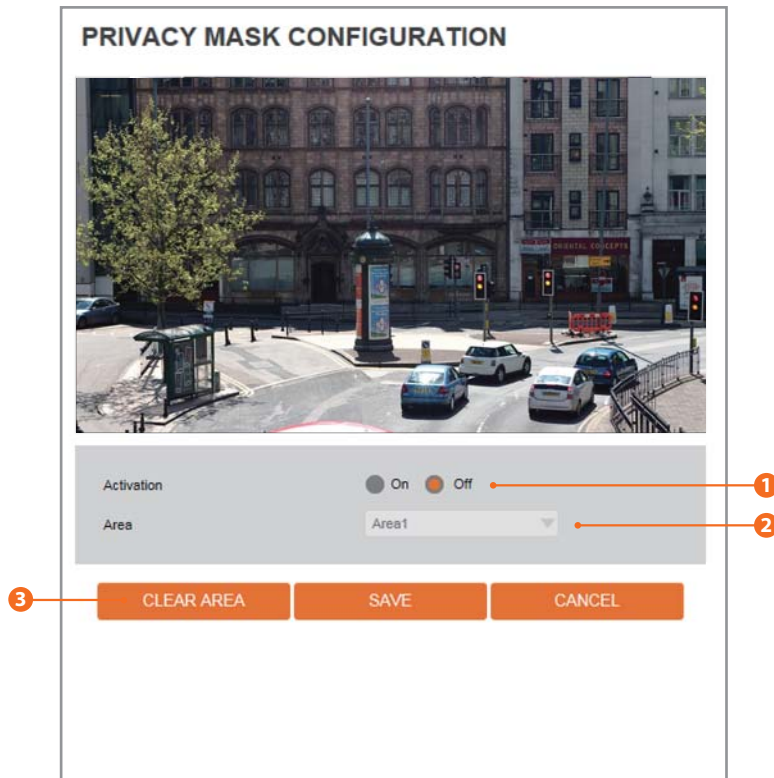 PRIVACY MASK CONFIGURATION
ORIENTAL CONCEPTS
Activation
On
Off
1
Area
Area1
2
3
CLEAR AREA
SAVE
CANCEL